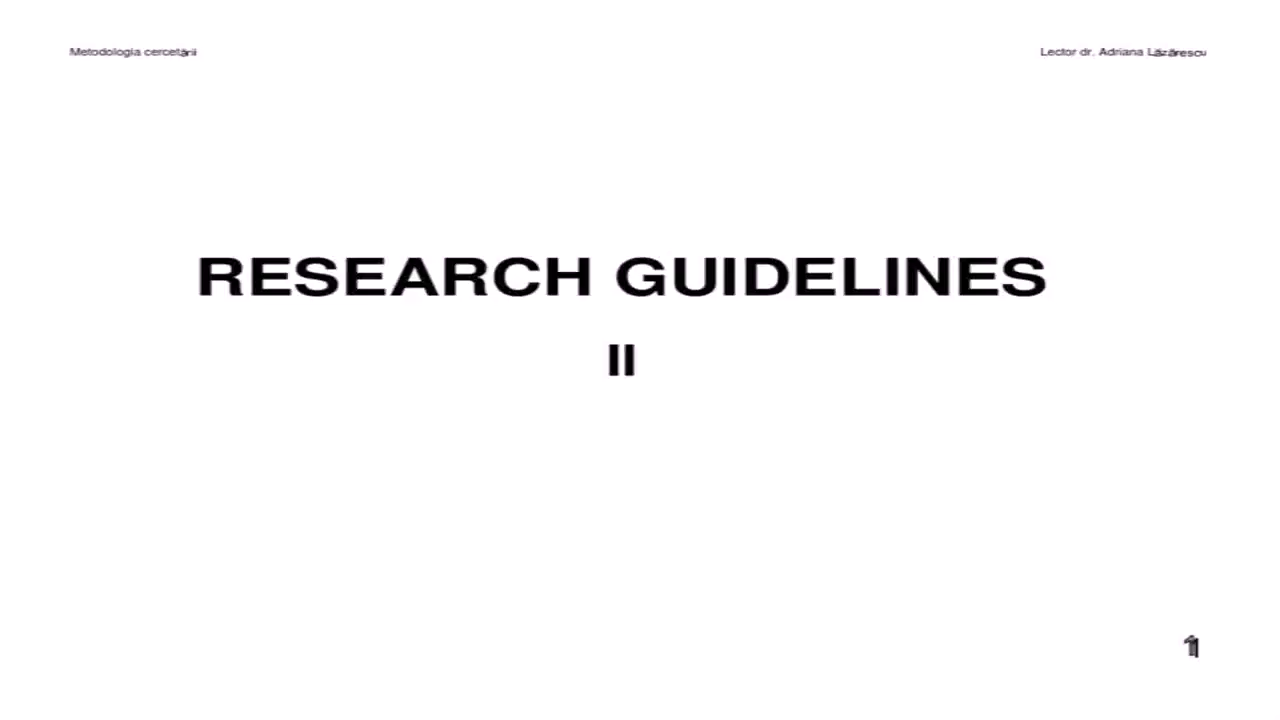 Metodologia cercetării
Lector dr. Adriana Lăzărescu
RESEARCH GUIDELINES
II
1